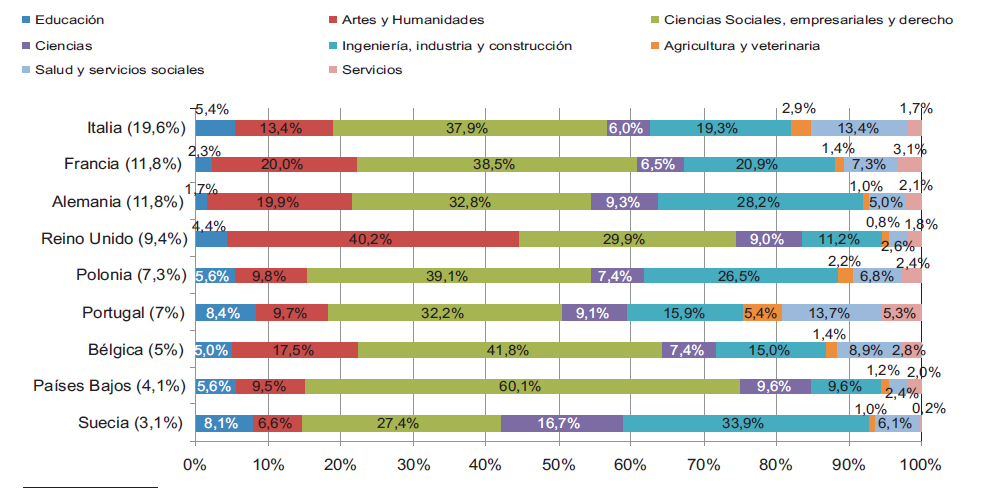 Educación Artes y Humanidades Ciencias Sociales, empresariales y derecho
Ciencias Ingeniería, industria y construcción Agricultura y veterinaria
Salud y servicios sociales Servicios
5,4% 2,9% 1,7%
Italia (19,6%) 13,4% 37,9% 6,0% 19,3% 13,4%
2,3% 1,4% 3,1%
Francia (11,8%) 20,0% 38,5% 6,5% 20,9% 7,3%
1,7% 1,0% 2,1%
Alemania (11,8%) 19,9% 32,8% 9,3% 28,2% 5,0%
4,4% 0,8% 1,8%
Reino Unido (9,4%) 40,2% 29,9% 9,0% 11,2% 2,6%
2,2% 2,4%
Polonia (7,3%) 5,6% 9,8% 39,1% 7,4% 26,5% 6,8%
Portugal (7%) 8,4% 9,7% 32,2% 9,1% 15,9% 5,4% 13,7% 5,3%
1,4%
Bélgica (5%) 5,0% 17,5% 41,8% 7,4% 15,0% 8,9% 2,8%
1,2% 2,0%
Países Bajos (4,1%) 5,6% 9,5% 60,1% 9,6% 9,6% 2,4%
1,0% 0,2%
Suecia (3,1%) 8,1% 6,6% 27,4% 16,7% 33,9% 6,1%
0% 10% 20% 30% 40% 50% 60% 70% 80% 90% 100%